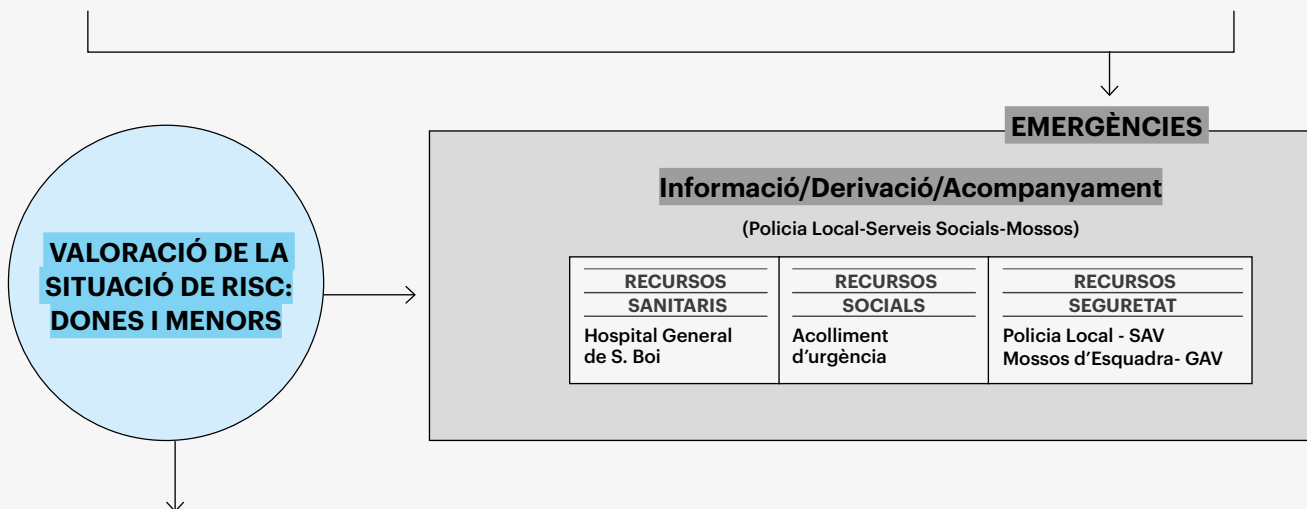 EMERGÈNCIES
Informació/Derivació/Acompanyament
(Policia Local-Serveis Socials-Mossos)
VALORACIÓ DE LA
SITUACIÓ DE RISC:
DONES I MENORS
RECURSOS
SANITARIS
Hospital General
de S. Boi
RECURSOS
SOCIALS
Acolliment
d’urgència
RECURSOS
SEGURETAT
Policia Local - SAV
Mossos d’Esquadra- GAV